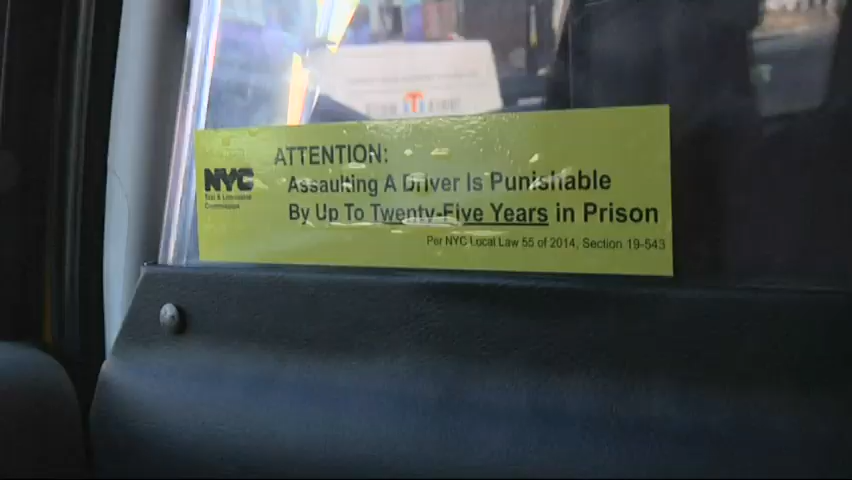 ATTENTION:
Assaulting A Driver Is Punishable
By Up To Twenty-Five Years in Prison
Per NYC Local Law 55 of 2014, Section 19-543
NYC
Taxi & Limousine
Commission